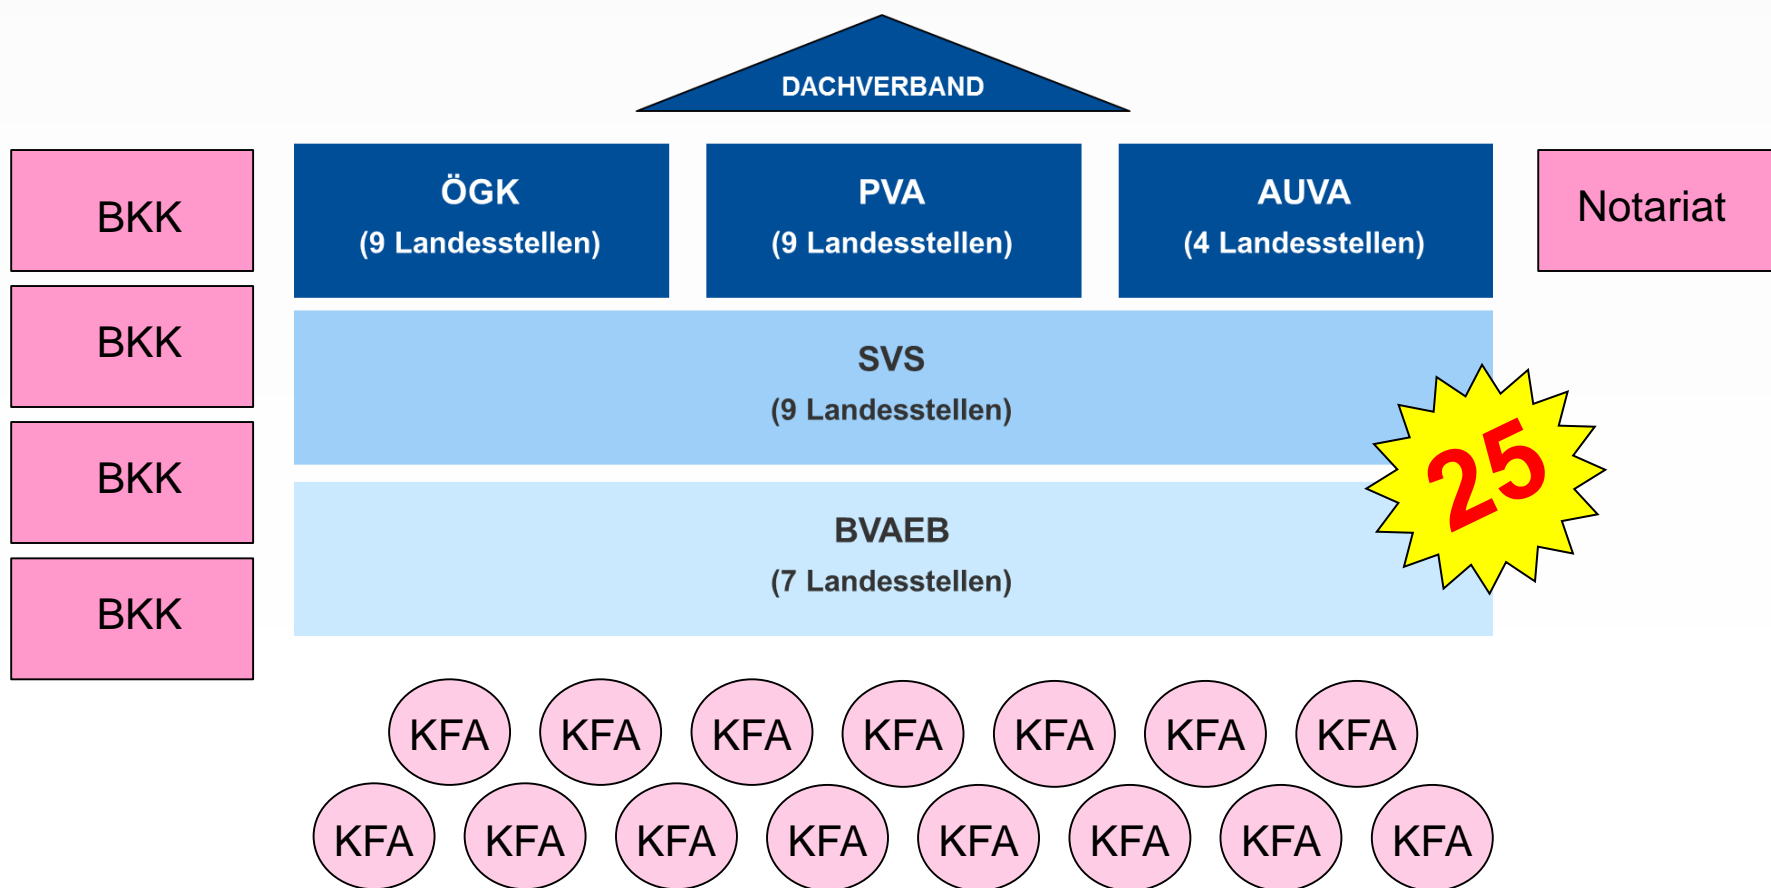 DACHVERBAND
BKK
ÖGK
(9 Landesstellen)
PVA
(9 Landesstellen)
AUVA
(4 Landesstellen)
Notariat
BKK
SVS
(9 Landesstellen)
25
BKK
BVAEB
(7 Landesstellen)
BKK
KFA KFA KFA KFA KFA KFA KFA
KFA KFA KFA KFA KFA KFA KFA KFA